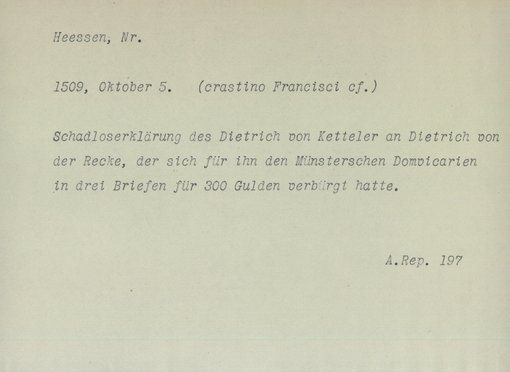 Heessen, Nr.
1509, Oktober 5. (crastino Francisci cf.)
Schadloserklärung des Dietrich von Ketteler an Dietrich von
der Recke, der sich für ihn den Münsterschen Domvicarien
in drei Briefen für 300 Gulden verbürgt hatte.
A.Rep. 197